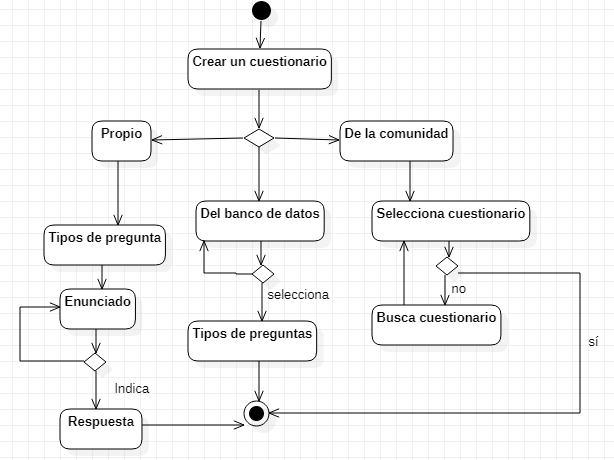 Crear un cuestionario
Propio
De la comunidad
Del banco de datos
Selecciona cuestionario
Tipos de pregunta
Enunciado
selecciona
no
Busca cuestionario
Tipos de preguntas
sí
Indica
Respuesta